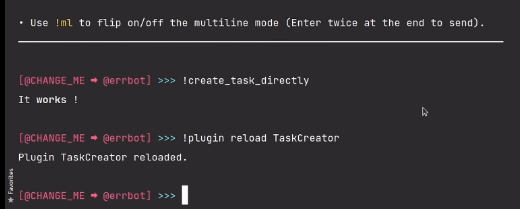 • Use !ml to flip on/off the multiline mode (Enter twice at the end to send).
[@CHANGE_ME ➡ @errbot] >>> !create_task_directly
It works !
[@CHANGE_ME ➡ @errbot] >>> !plugin reload TaskCreator
Plugin TaskCreator reloaded.
[@CHANGE_ME ➡ @errbot] >>>
★ Favorites